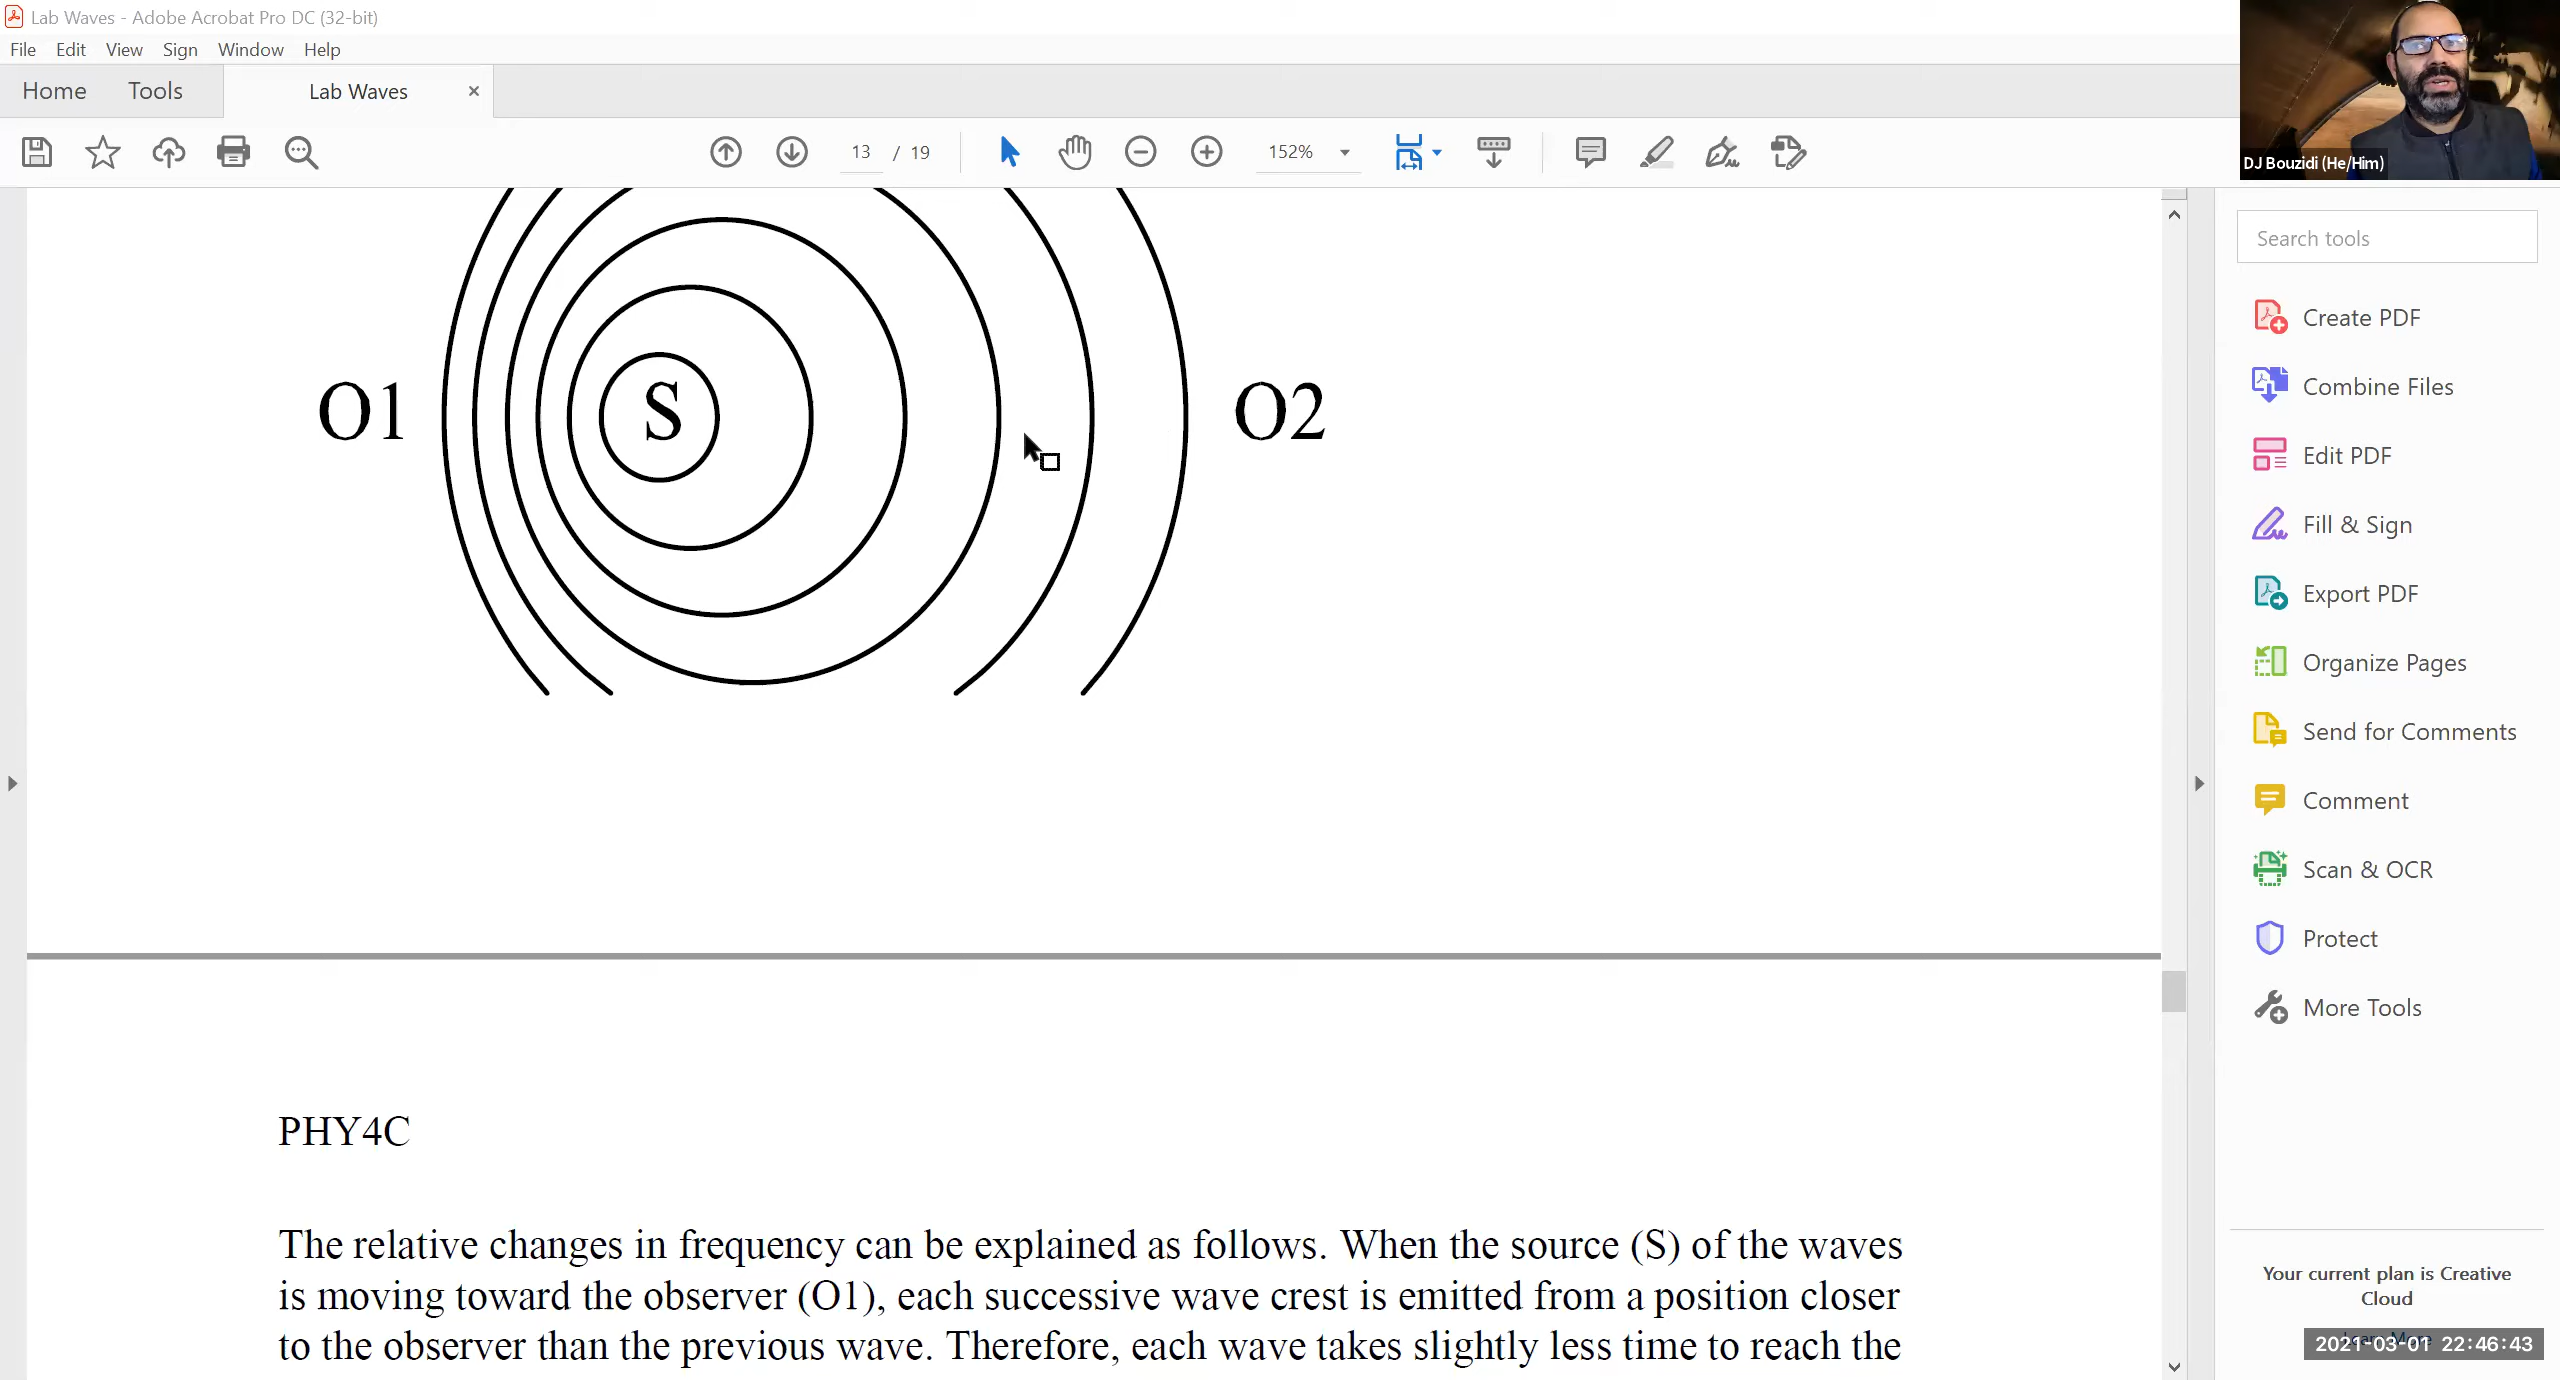 Lab Waves - Adobe Acrobat Pro DC (32-bit)
File Edit View Sign Window Help
Home Tools Lab Waves ×
13 / 19 152%
DJ Bouzidi (He/Him)
O1 S O2
PHY4C
The relative changes in frequency can be explained as follows. When the source (S) of the waves
is moving toward the observer (O1), each successive wave crest is emitted from a position closer
to the observer than the previous wave. Therefore, each wave takes slightly less time to reach the
Search tools
Create PDF
Combine Files
Edit PDF
Fill & Sign
Export PDF
Organize Pages
Send for Comments
Comment
Scan & OCR
Protect
More Tools
Your current plan is Creative
Cloud
Learn More
2021-03-01 22:46:43